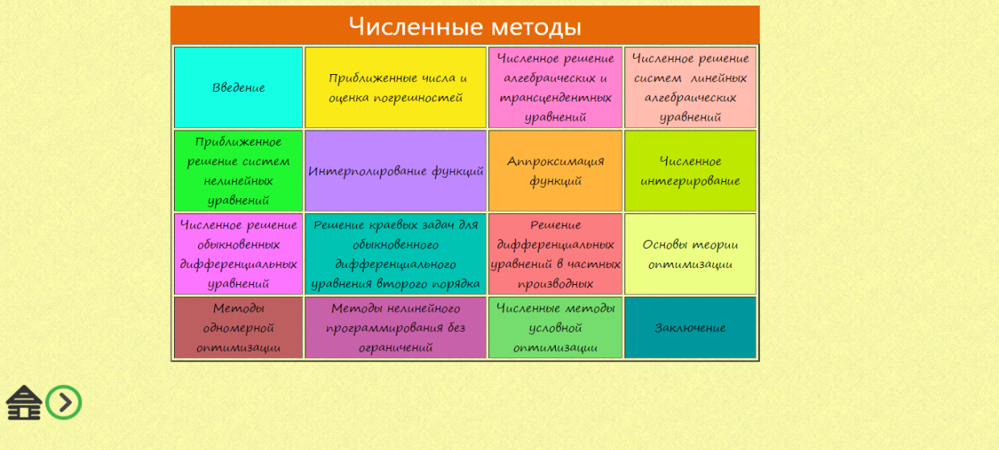 Численные методы
Введение
Приближенные числа и
оценка погрешностей
Численное решение
алгебраических и
трансцендентных
уравнений
Численное решение
систем линейных
алгебраических
уравнений
Приближенное
решение систем
нелинейных
уравнений
Интерполирование функций
Аппроксимация
функций
Численное
интегрирование
Численное решение
обыкновенных
дифференциальных
уравнений
Решение краевых задач для
обыкновенного
дифференциального
уравнения второго порядка
Решение
дифференциальных
уравнений в частных
производных
Основы теории
оптимизации
Методы
одномерной
оптимизации
Методы нелинейного
программирования без
ограничений
Численные методы
условной
оптимизации
Заключение